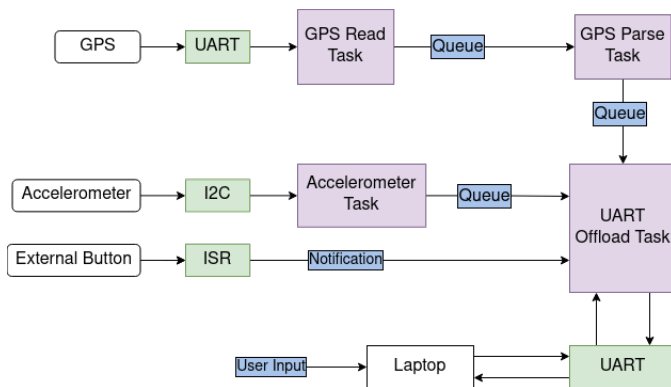 GPS
UART
GPS Read
Task
Queue
GPS Parse
Task
Queue
Accelerometer
I2C
Accelerometer
Task
Queue
UART
Offload Task
External Button
ISR
Notification
User Input
Laptop
UART